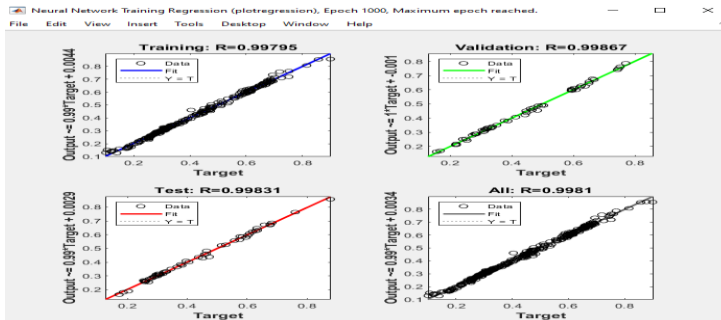 Neural Network Training Regression (plotregression), Epoch 1000, Maximum epoch reached.
File Edit View Insert Tools Desktop Window Help
Training: R=0.99795
Output ~= 0.99*Target + 0.0044
0.8
0.7
0.6
0.5
0.4
0.3
0.2
0.1
Data
Fit
Y = T
0.2 0.4 0.6 0.8
Target
Validation: R=0.99867
Output ~= 1*Target + -0.001
0.8
0.7
0.6
0.5
0.4
0.3
0.2
Data
Fit
Y = T
0.2 0.4 0.6 0.8
Target
Test: R=0.99831
Output ~= 0.99*Target + 0.0029
0.8
0.7
0.6
0.5
0.4
0.3
0.2
Data
Fit
Y = T
0.2 0.4 0.6 0.8
Target
All: R=0.9981
Output ~= 0.99*Target + 0.0034
0.8
0.7
0.6
0.5
0.4
0.3
0.2
0.1
Data
Fit
Y = T
0.2 0.4 0.6 0.8
Target